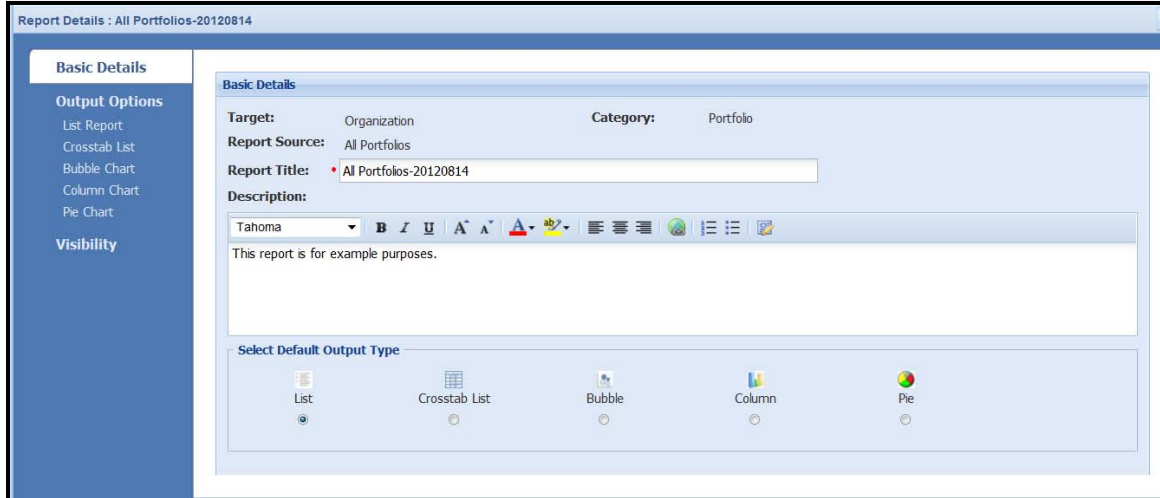 Report Details : All Portfolios-20120814
Basic Details
Output Options
List Report
Crosstab List
Bubble Chart
Column Chart
Pie Chart
Visibility
Basic Details
Target: Organization Category: Portfolio
Report Source: All Portfolios
Report Title: • All Portfolios-20120814
Description:
Tahoma B I U A A A ab
This report is for example purposes.
Select Default Output Type
List Crosstab List Bubble Column Pie